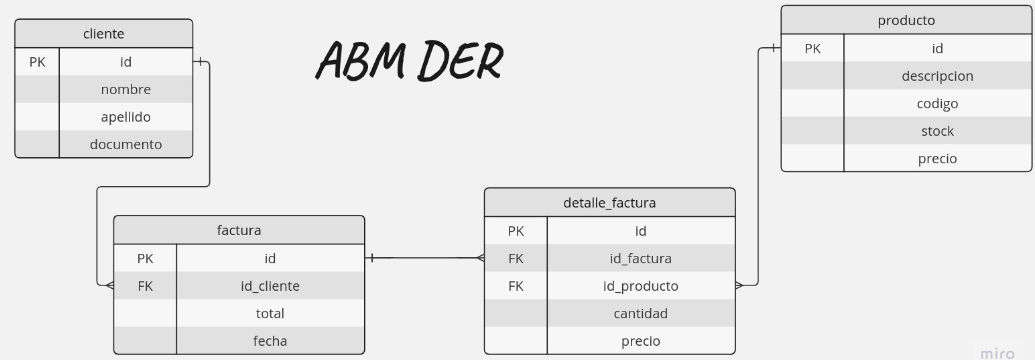 ABM DER
cliente
PK id
nombre
apellido
documento
factura
PK id
FK id_cliente
total
fecha
detalle_factura
PK id
FK id_factura
FK id_producto
cantidad
precio
producto
PK id
descripcion
codigo
stock
precio
miro